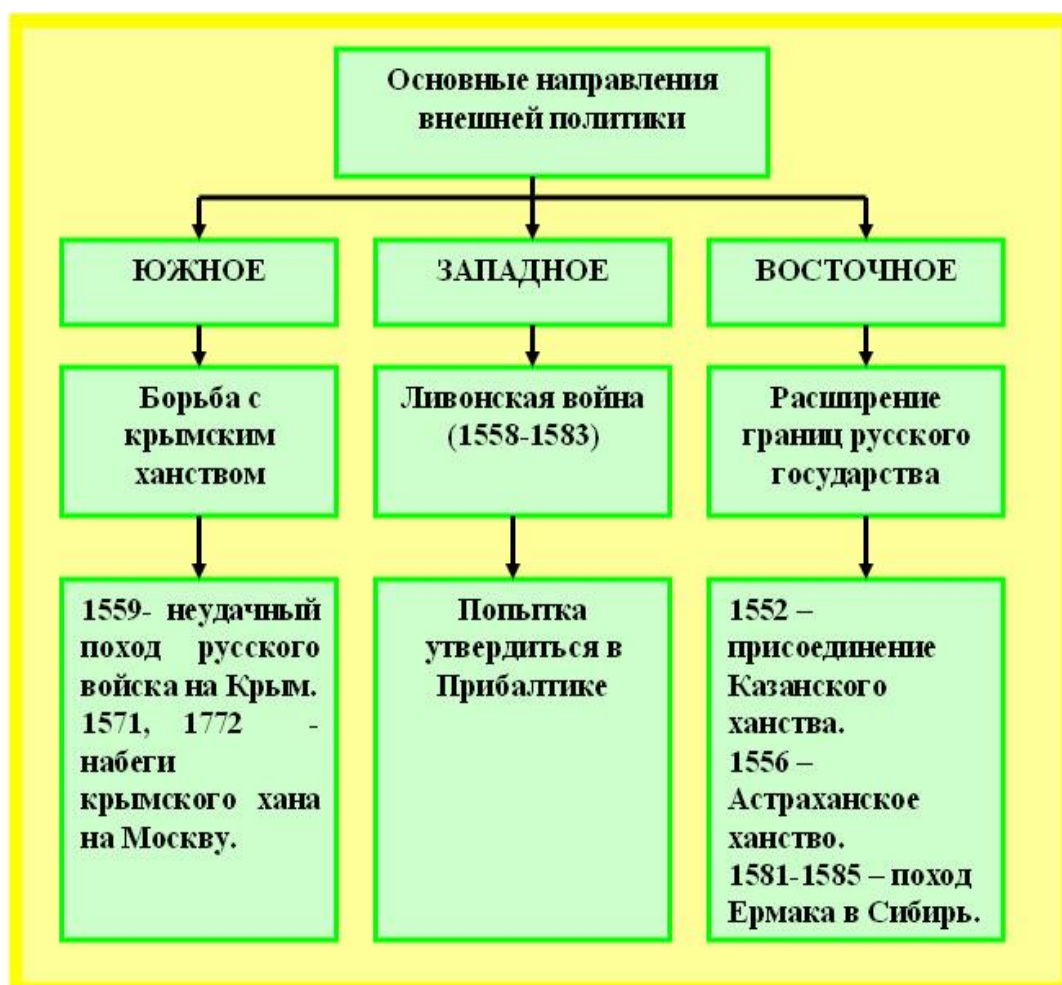 Основные направления
внешней политики
ЮЖНОЕ
ЗАПАДНОЕ
ВОСТОЧНОЕ
Борьба с
крымским
ханством
Ливонская война
(1558-1583)
Расширение
границ русского
государства
1559- неудачный
поход русского
войска на Крым.
1571, 1772 -
набеги
крымского хана
на Москву.
Попытка
утвердиться в
Прибалтике
1552 –
присоединение
Казанского
ханства.
1556 –
Астраханское
ханство.
1581-1585 – поход
Ермака в Сибирь.